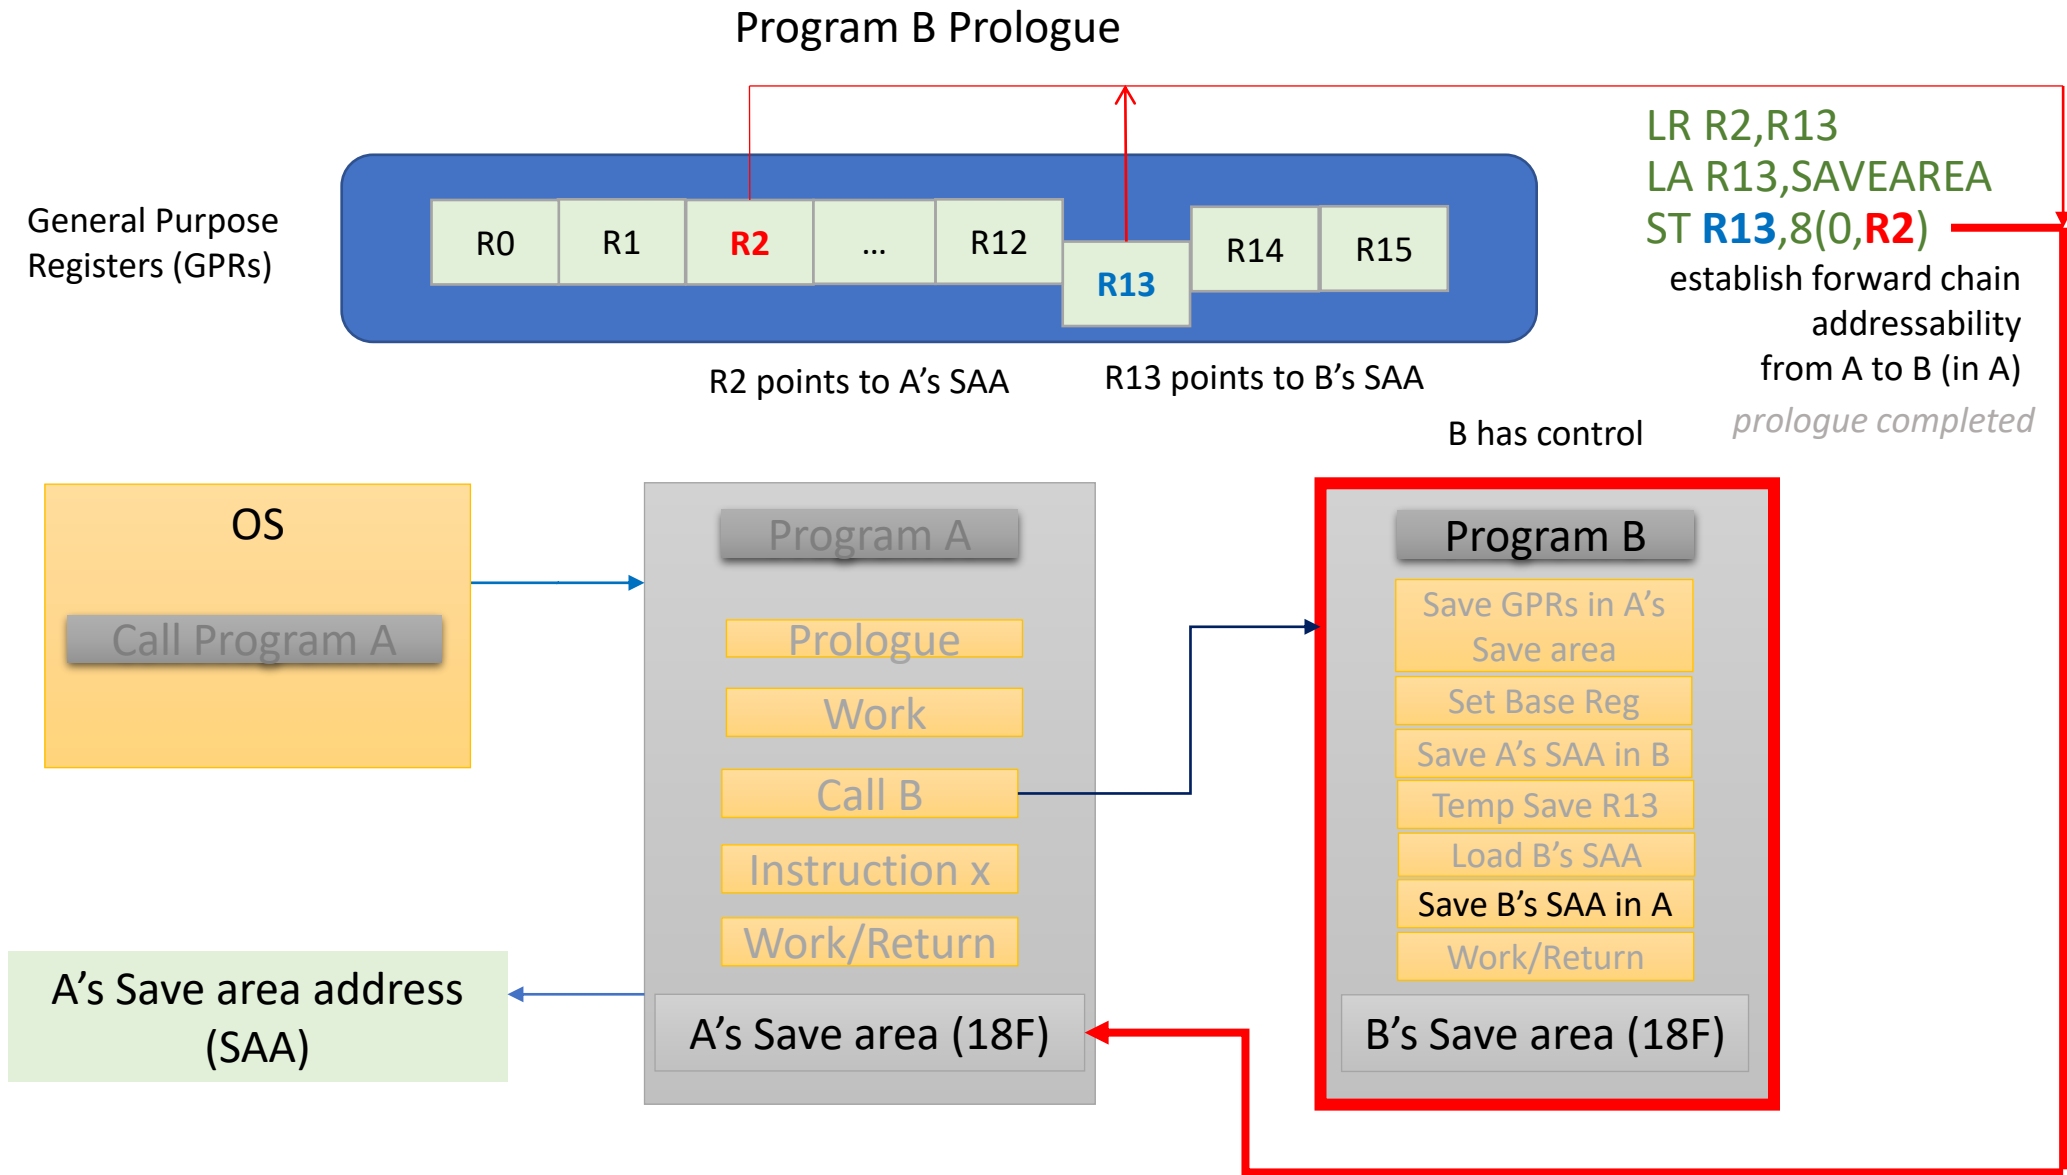 Program B Prologue
General Purpose
Registers (GPRs)
R0 R1 R2 ... R12 R13 R14 R15
LR R2,R13
LA R13,SAVEAREA
ST R13,8(0,R2)
establish forward chain
addressability
from A to B (in A)
prologue completed
R2 points to A’s SAA
R13 points to B’s SAA
B has control
OS
Call Program A
Program A
Prologue
Work
Call B
Instruction x
Work/Return
A’s Save area (18F)
Program B
Save GPRs in A’s
Save area
Set Base Reg
Save A’s SAA in B
Temp Save R13
Load B’s SAA
Save B’s SAA in A
Work/Return
B’s Save area (18F)
A’s Save area address
(SAA)